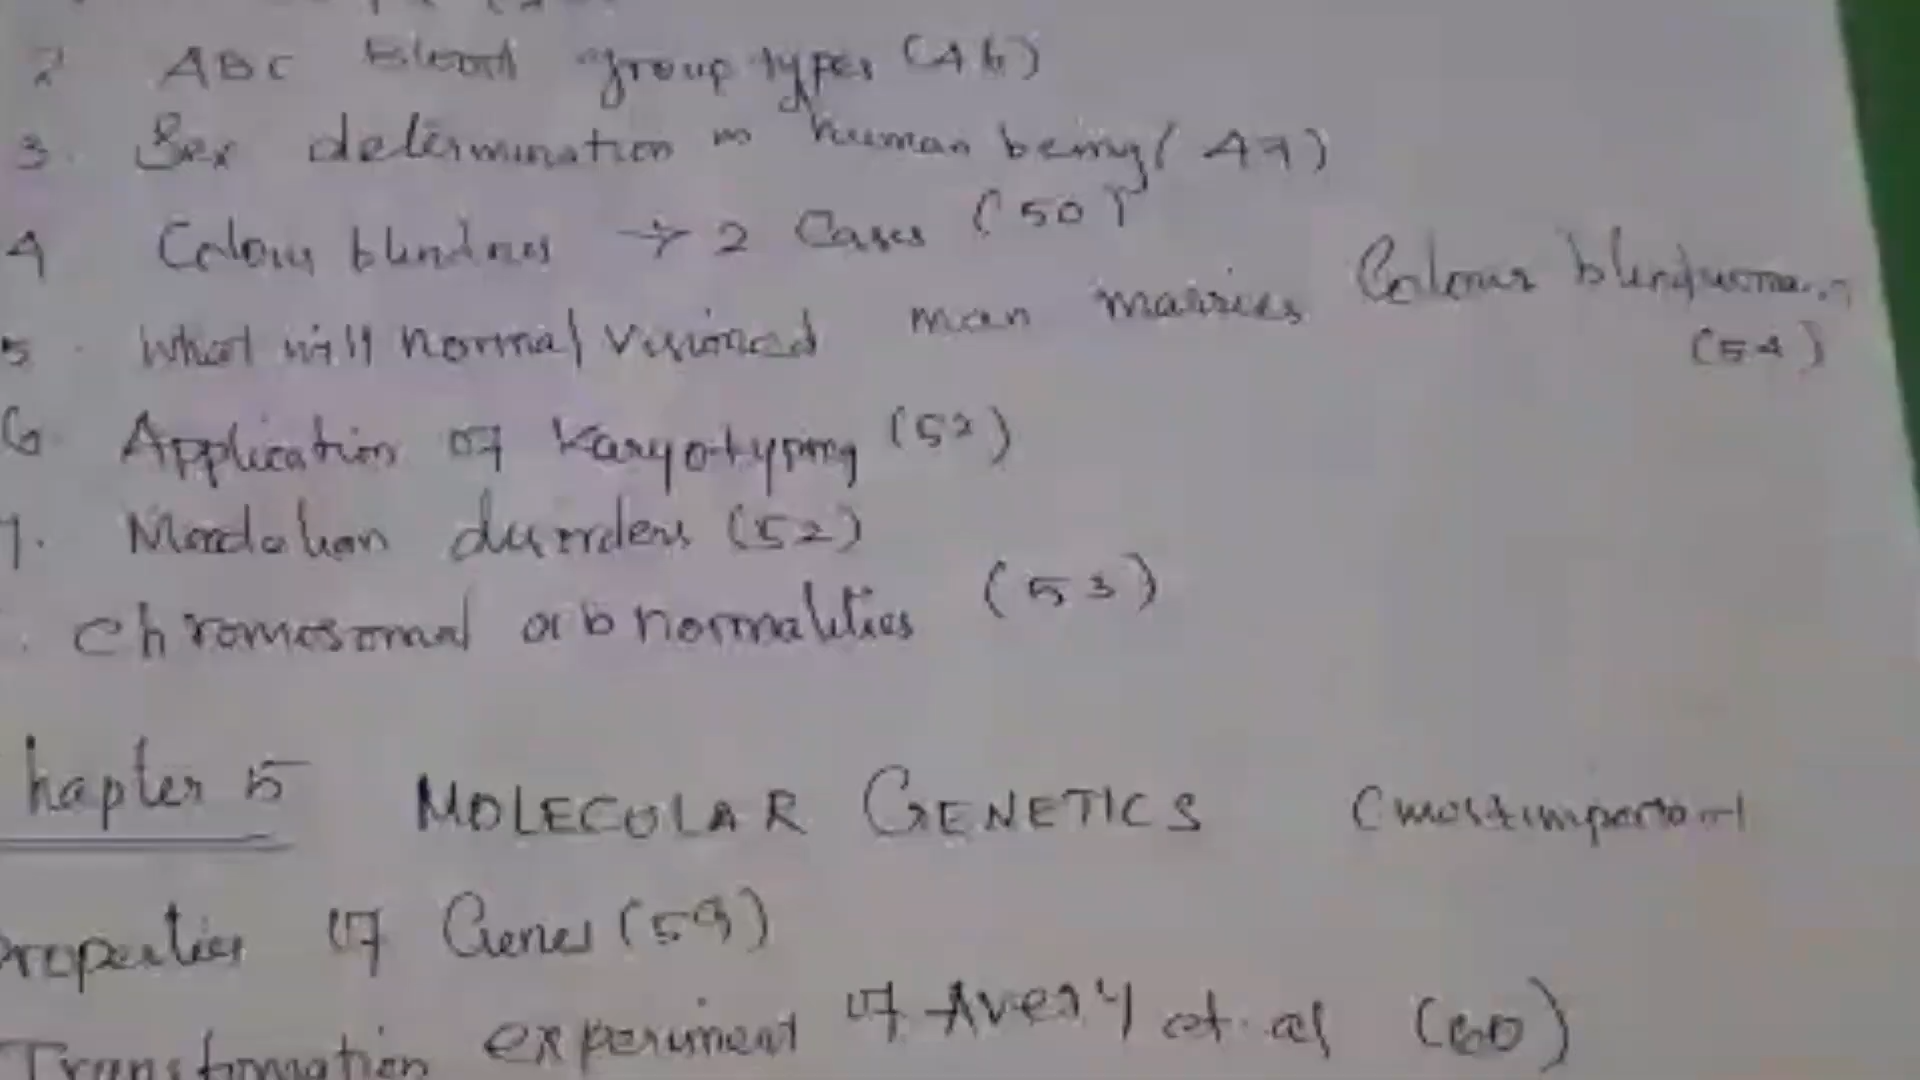 2 ABC Blood group types (46)
3. Sex determination in human being (47)
4 Colour blindness → 2 Cases (50)
5. What will normal visioned man marries Colour blind woman
(54)
6. Application of Karyotyping (52)
7. Mendelian disorders (52)
. Chromosomal abnormalities (53)
hapter 5 MOLECULAR GENETICS (most important
roperties of Genes (59)
Transformation experiment of Avery et al (60)